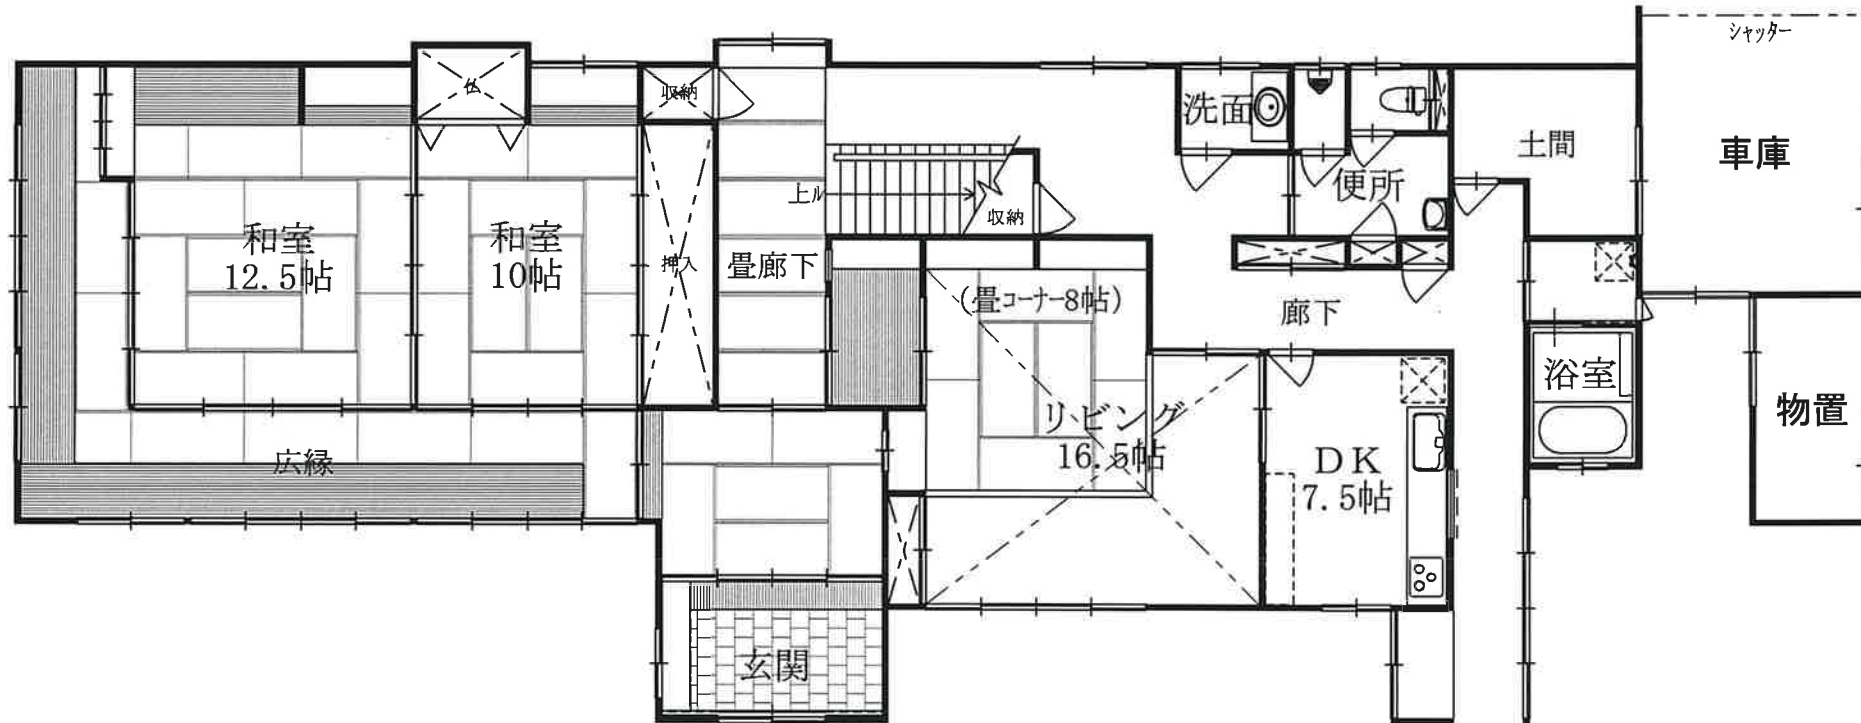 シャッター
収納
洗面
土間
車庫
便所
上ル
収納
和室
12.5帖
和室
10帖
押入
畳廊下
(畳コーナー8帖)
廊下
浴室
物置
リビング
16.5帖
DK
7.5帖
広縁
玄関